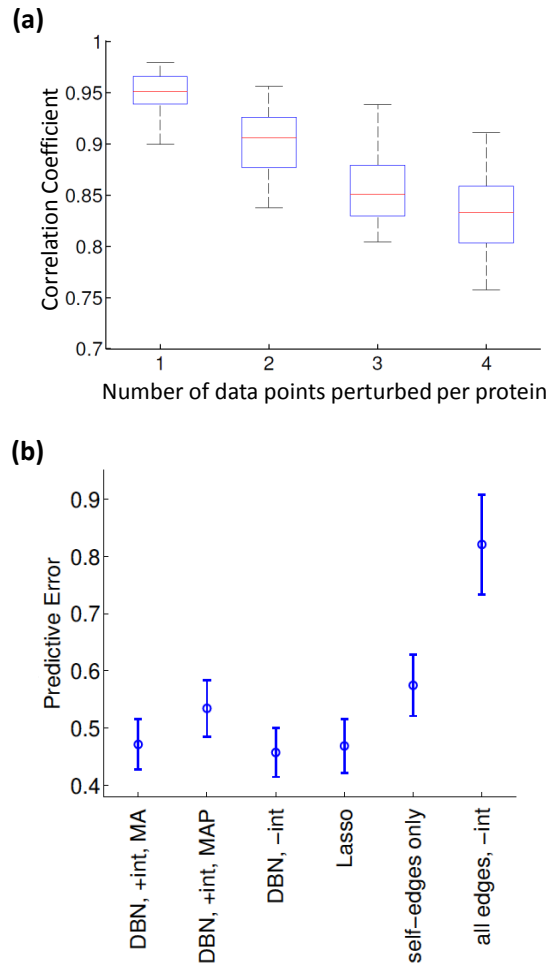 (a)
1
0.95
0.9
0.85
0.8
0.75
0.7
Correlation Coefficient
1 2 3 4
Number of data points perturbed per protein
(b)
0.9
0.8
0.7
0.6
0.5
0.4
Predictive Error
DBN, +int, MA
DBN, +int, MAP
DBN, −int
Lasso
self−edges only
all edges, −int